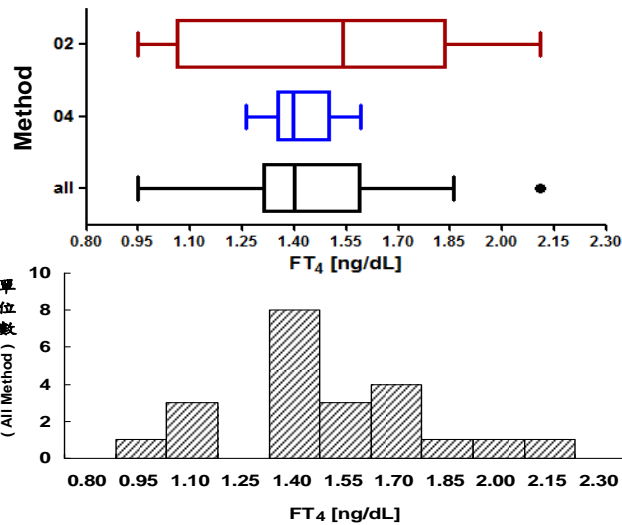 Method
02
04
all
0.80 0.95 1.10 1.25 1.40 1.55 1.70 1.85 2.00 2.15 2.30
FT4 [ng/dL]
單位數
( All Method )
10
8
6
4
2
0
0.80 0.95 1.10 1.25 1.40 1.55 1.70 1.85 2.00 2.15 2.30
FT4 [ng/dL]